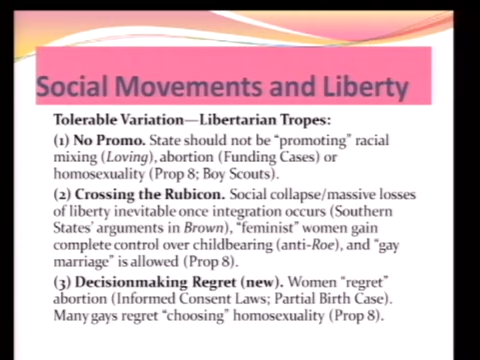 Social Movements and Liberty
Tolerable Variation—Libertarian Tropes:
(1) No Promo. State should not be “promoting” racial
mixing (Loving), abortion (Funding Cases) or
homosexuality (Prop 8; Boy Scouts).
(2) Crossing the Rubicon. Social collapse/massive losses
of liberty inevitable once integration occurs (Southern
States’ arguments in Brown), “feminist” women gain
complete control over childbearing (anti-Roe), and “gay
marriage” is allowed (Prop 8).
(3) Decisionmaking Regret (new). Women “regret”
abortion (Informed Consent Laws; Partial Birth Case).
Many gays regret “choosing” homosexuality (Prop 8).